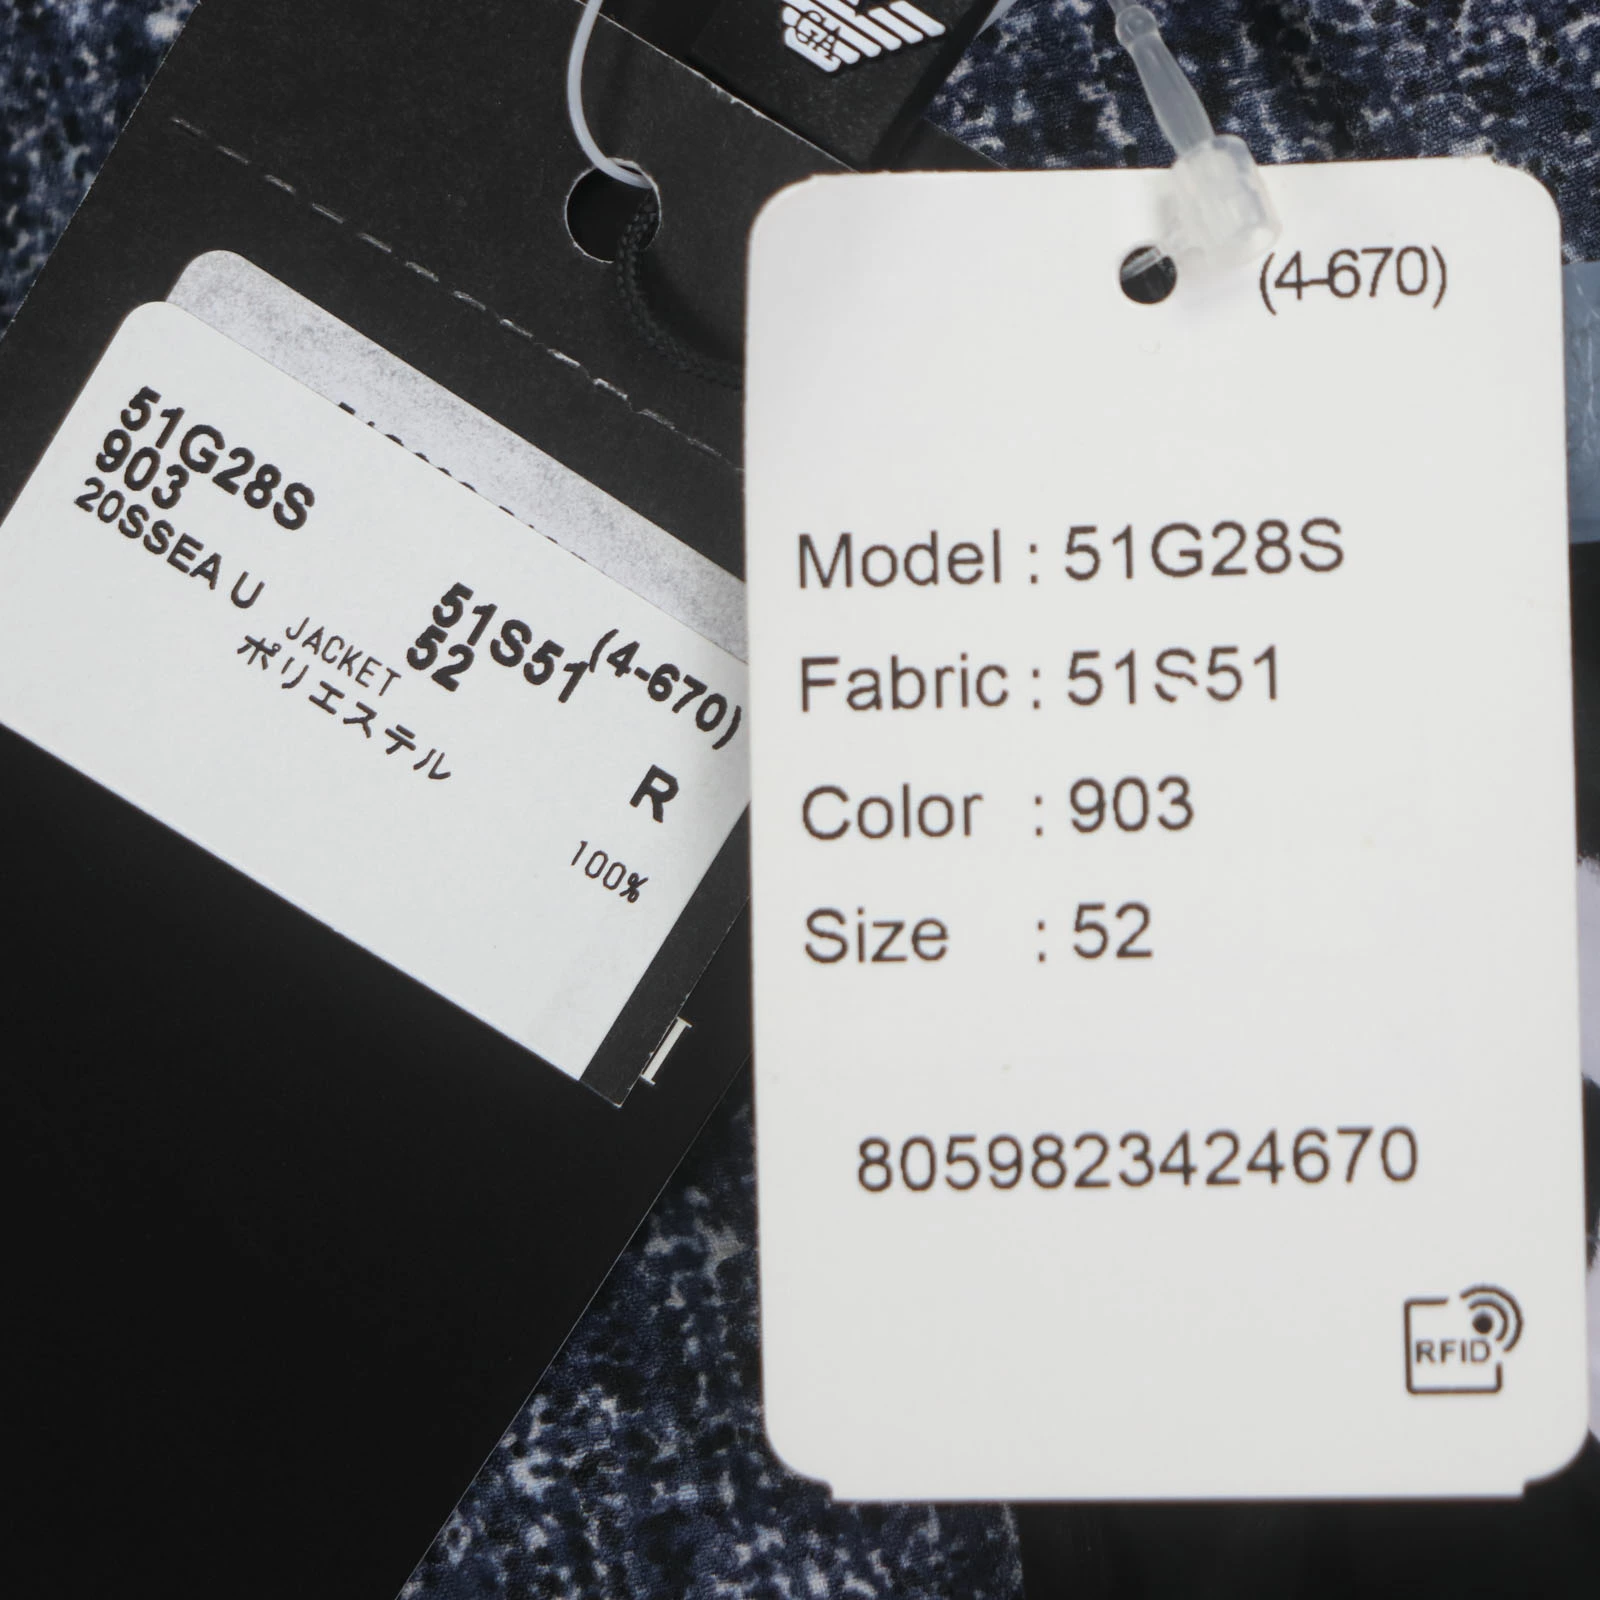 GA
51G28S
903
20SSEA U
JACKET
ポリエステル
51S51
52
(4-670)
R
100%
I
(4-670)
Model : 51G28S
Fabric : 51S51
Color : 903
Size : 52
8059823424670
RFID